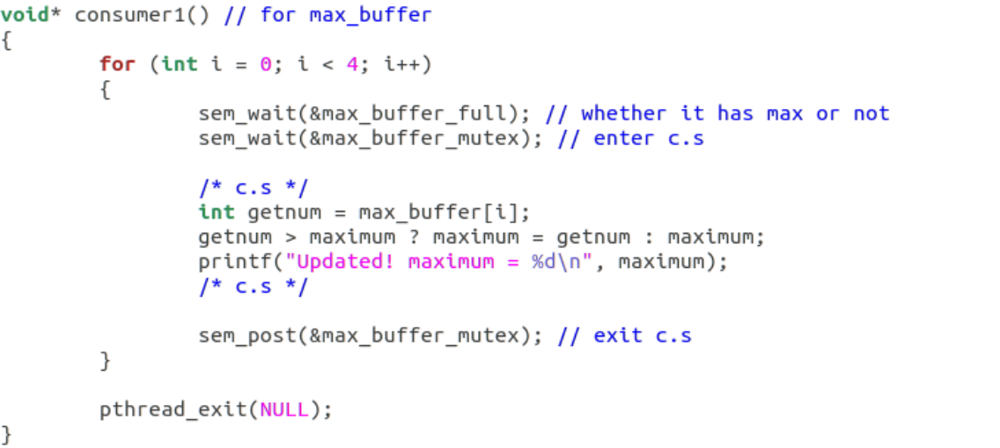 void* consumer1() // for max_buffer
{
        for (int i = 0; i < 4; i++)
        {
                sem_wait(&max_buffer_full); // whether it has max or not
                sem_wait(&max_buffer_mutex); // enter c.s

                /* c.s */
                int getnum = max_buffer[i];
                getnum > maximum ? maximum = getnum : maximum;
                printf("Updated! maximum = %d\n", maximum);
                /* c.s */

                sem_post(&max_buffer_mutex); // exit c.s
        }

        pthread_exit(NULL);
}